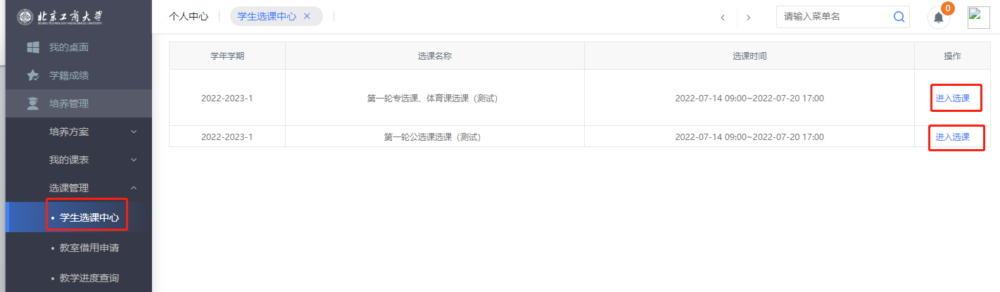 北京工商大学
BEIJING TECHNOLOGY AND BUSINESS UNIVERSITY
我的桌面
学籍成绩
培养管理
培养方案
我的课表
选课管理
学生选课中心
教室借用申请
教学进度查询
个人中心 学生选课中心 × 请输入菜单名 0
学年学期 选课名称 选课时间 操作
2022-2023-1 第一轮专选课、体育课选课（测试） 2022-07-14 09:00~2022-07-20 17:00 进入选课
2022-2023-1 第一轮公选课选课（测试） 2022-07-14 09:00~2022-07-20 17:00 进入选课